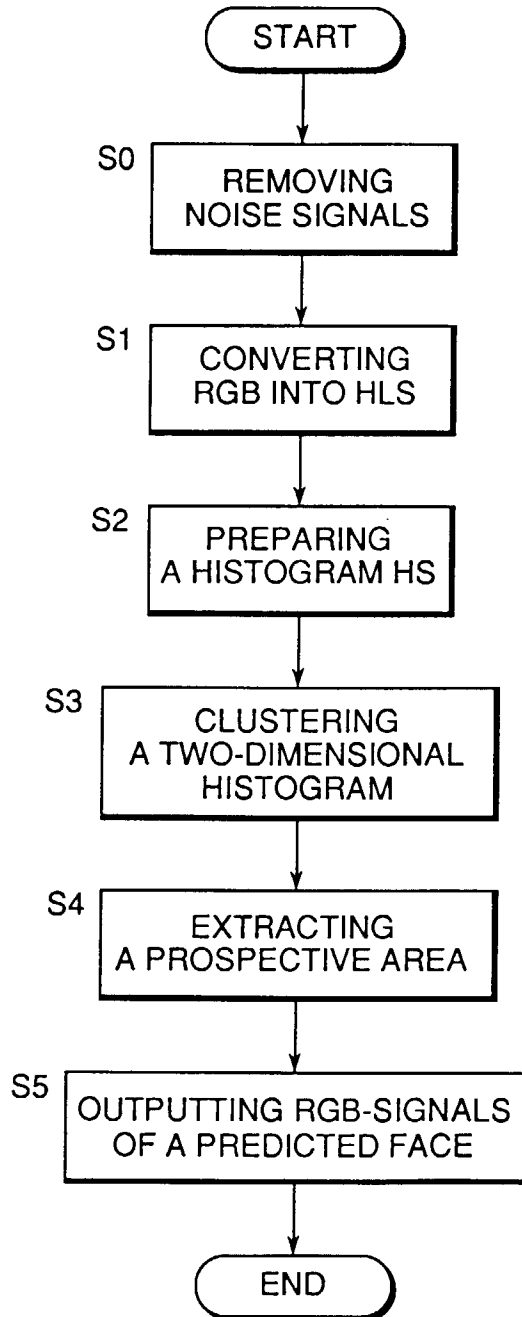 START
S0
REMOVING
NOISE SIGNALS
S1
CONVERTING
RGB INTO HLS
S2
PREPARING
A HISTOGRAM HS
S3
CLUSTERING
A TWO-DIMENSIONAL
HISTOGRAM
S4
EXTRACTING
A PROSPECTIVE AREA
S5
OUTPUTTING RGB-SIGNALS
OF A PREDICTED FACE
END